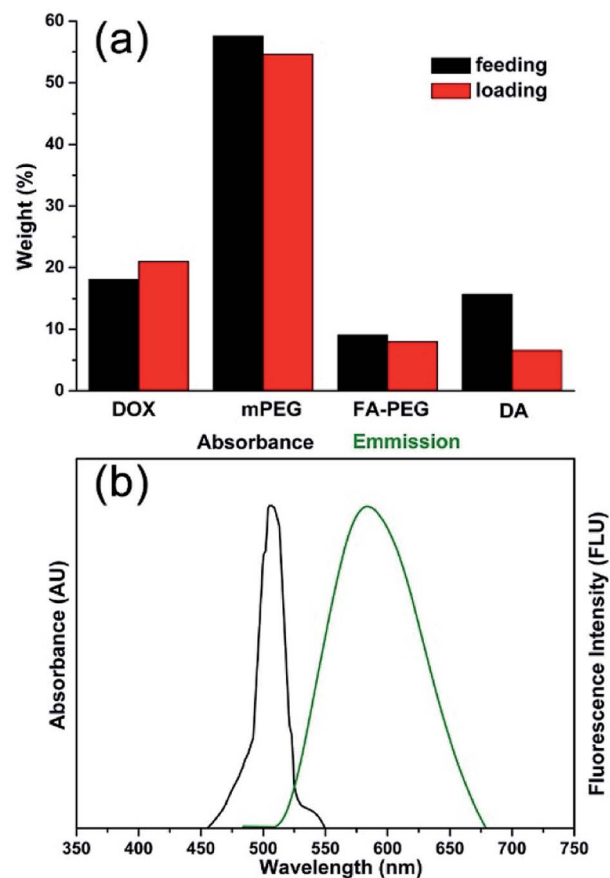 (a)
feeding
loading
Weight (%)
60
50
40
30
20
10
0
DOX mPEG FA-PEG DA
Absorbance Emmission
(b)
Absorbance (AU)
Fluorescence Intensity (FLU)
350 400 450 500 550 600 650 700 750
Wavelength (nm)